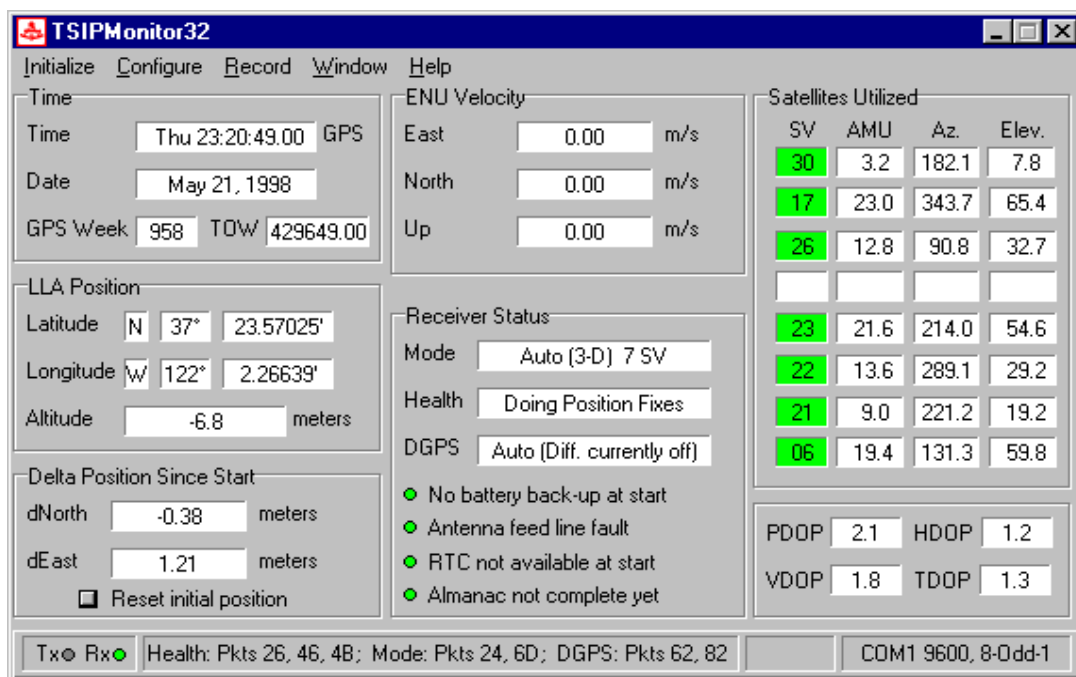 TSIPMonitor32
Initialize Configure Record Window Help
Time
Time Thu 23:20:49.00 GPS
Date May 21, 1998
GPS Week 958 TOW 429649.00
LLA Position
Latitude N 37° 23.57025'
Longitude W 122° 2.26639'
Altitude -6.8 meters
Delta Position Since Start
dNorth -0.38 meters
dEast 1.21 meters
Reset initial position
ENU Velocity
East 0.00 m/s
North 0.00 m/s
Up 0.00 m/s
Receiver Status
Mode Auto (3-D) 7 SV
Health Doing Position Fixes
DGPS Auto (Diff. currently off)
No battery back-up at start
Antenna feed line fault
RTC not available at start
Almanac not complete yet
Satellites Utilized
SV AMU Az. Elev.
30 3.2 182.1 7.8
17 23.0 343.7 65.4
26 12.8 90.8 32.7
23 21.6 214.0 54.6
22 13.6 289.1 29.2
21 9.0 221.2 19.2
06 19.4 131.3 59.8
PDOP 2.1 HDOP 1.2
VDOP 1.8 TDOP 1.3
Tx Rx Health: Pkts 26, 46, 4B; Mode: Pkts 24, 6D; DGPS: Pkts 62, 82 COM1 9600, 8-Odd-1